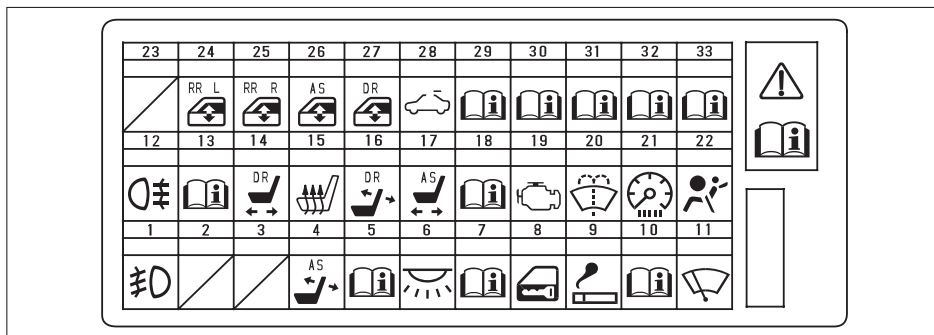 23 24 25 26 27 28 29 30 31 32 33
RR L RR R AS DR
12 13 14 15 16 17 18 19 20 21 22
DR DR AS
1 2 3 4 5 6 7 8 9 10 11
AS